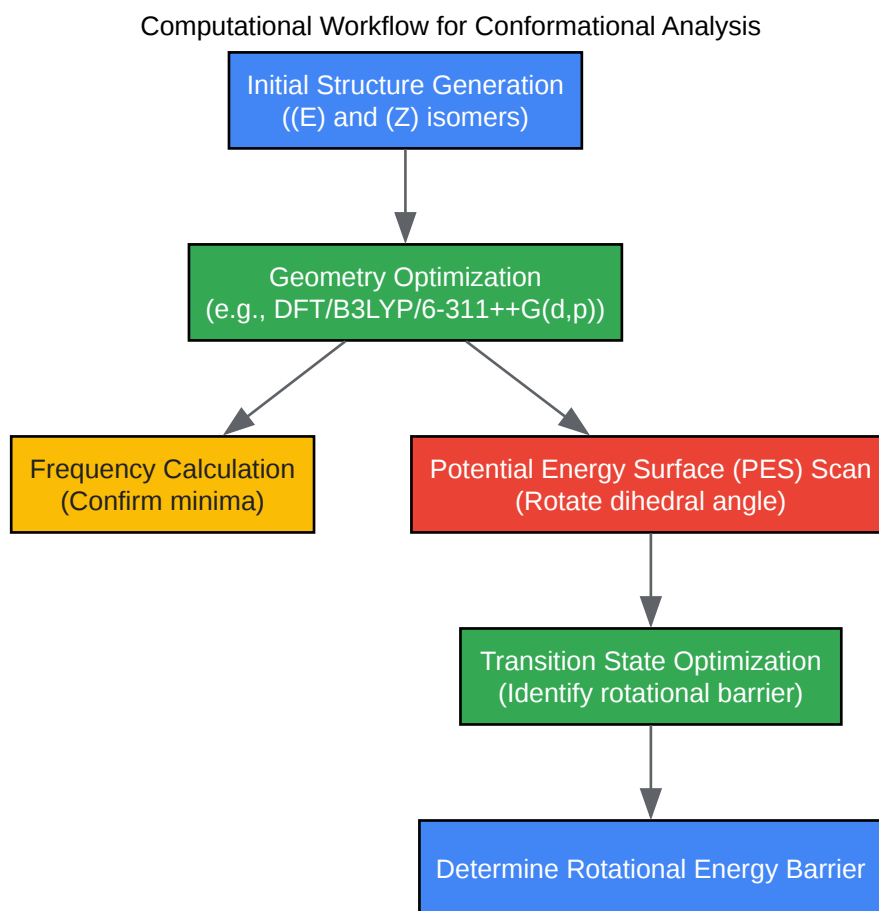 Computational Workflow for Conformational Analysis
Initial Structure Generation
((E) and (Z) isomers)
Geometry Optimization
(e.g., DFT/B3LYP/6-311++G(d,p))
Frequency Calculation
(Confirm minima)
Potential Energy Surface (PES) Scan
(Rotate dihedral angle)
Transition State Optimization
(Identify rotational barrier)
Determine Rotational Energy Barrier